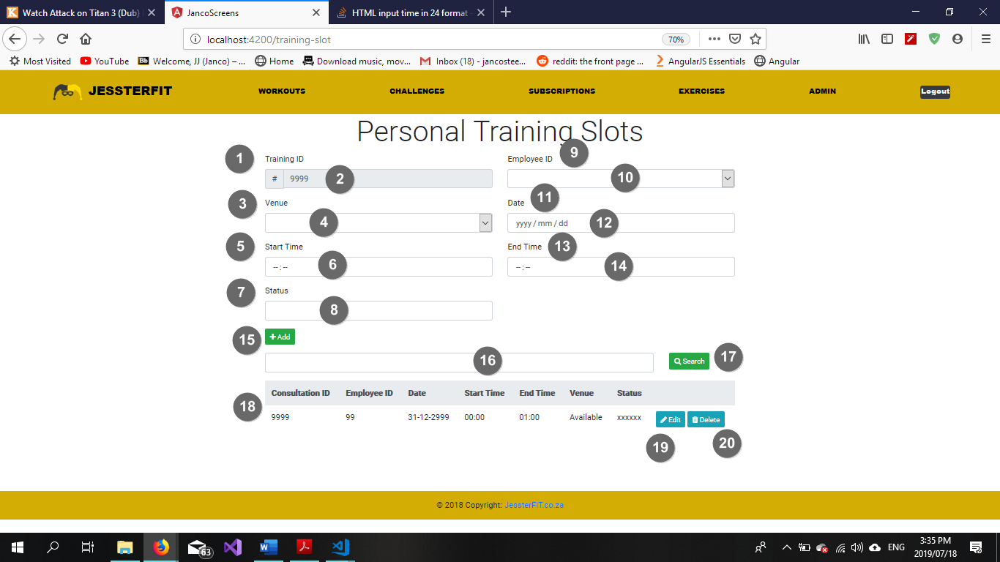 Watch Attack on Titan 3 (Dub)
JancoScreens
HTML input time in 24 format
localhost:4200/training-slot
70%
Most Visited
YouTube
Bb Welcome, JJ (Janco) – ...
Home
Download music, mov...
Inbox (18) - jancostee...
reddit: the front page ...
AngularJS Essentials
Angular
JESSTERFIT
WORKOUTS
CHALLENGES
SUBSCRIPTIONS
EXERCISES
ADMIN
Logout
Personal Training Slots
1 Training ID
Employee ID 9
# 9999 2
10
3 Venue
Date 11
4
yyyy / mm / dd 12
5 Start Time
End Time 13
-- : -- 6
-- : -- 14
7 Status
8
15 + Add
16
Search 17
18
Consultation ID Employee ID Date Start Time End Time Venue Status
9999 99 31-12-2999 00:00 01:00 Available xxxxxx Edit Delete
19 20
© 2018 Copyright: JessterFIT.co.za
63
ENG
3:35 PM
2019/07/18